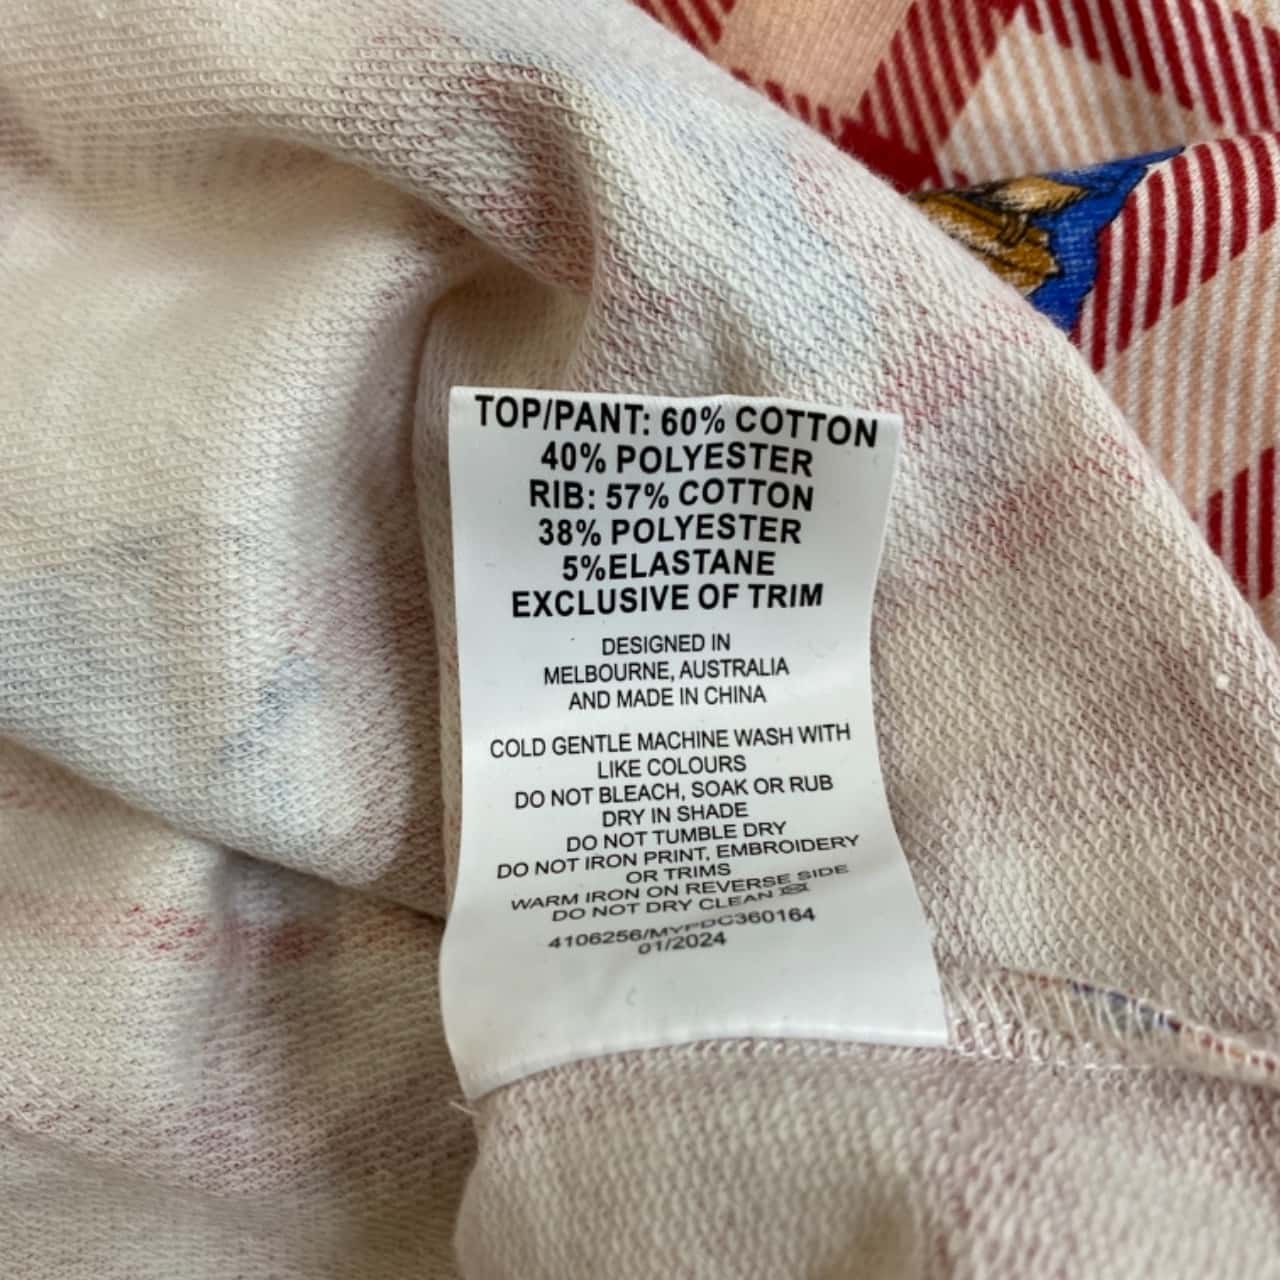 TOP/PANT: 60% COTTON
40% POLYESTER
RIB: 57% COTTON
38% POLYESTER
5%ELASTANE
EXCLUSIVE OF TRIM
DESIGNED IN
MELBOURNE, AUSTRALIA
AND MADE IN CHINA
COLD GENTLE MACHINE WASH WITH
LIKE COLOURS
DO NOT BLEACH, SOAK OR RUB
DRY IN SHADE
DO NOT TUMBLE DRY
DO NOT IRON PRINT, EMBROIDERY
OR TRIMS
WARM IRON ON REVERSE SIDE
DO NOT DRY CLEAN
01/2024